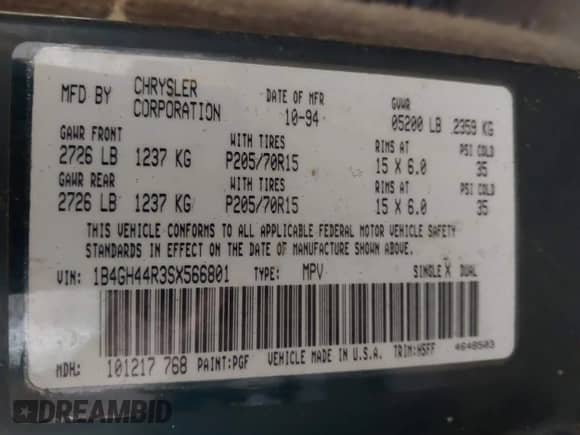 MFD BY CHRYSLER CORPORATION DATE OF MFR 10-94 GVWR 05200 LB 2359 KG
GAWR FRONT WITH TIRES RIMS AT PSI COLD
2726 LB 1237 KG P205/70R15 15 X 6.0 35
GAWR REAR WITH TIRES RIMS AT PSI COLD
2726 LB 1237 KG P205/70R15 15 X 6.0 35
THIS VEHICLE CONFORMS TO ALL APPLICABLE FEDERAL MOTOR VEHICLE SAFETY
STANDARDS IN EFFECT ON THE DATE OF MANUFACTURE SHOWN ABOVE.
VIN: 1B4GH44R3SX566801 TYPE: MPV SINGLE X DUAL
MDH: 101217 768 PAINT:PGF VEHICLE MADE IN U.S.A. TRIM:H5FF 4648503
DREAMBID